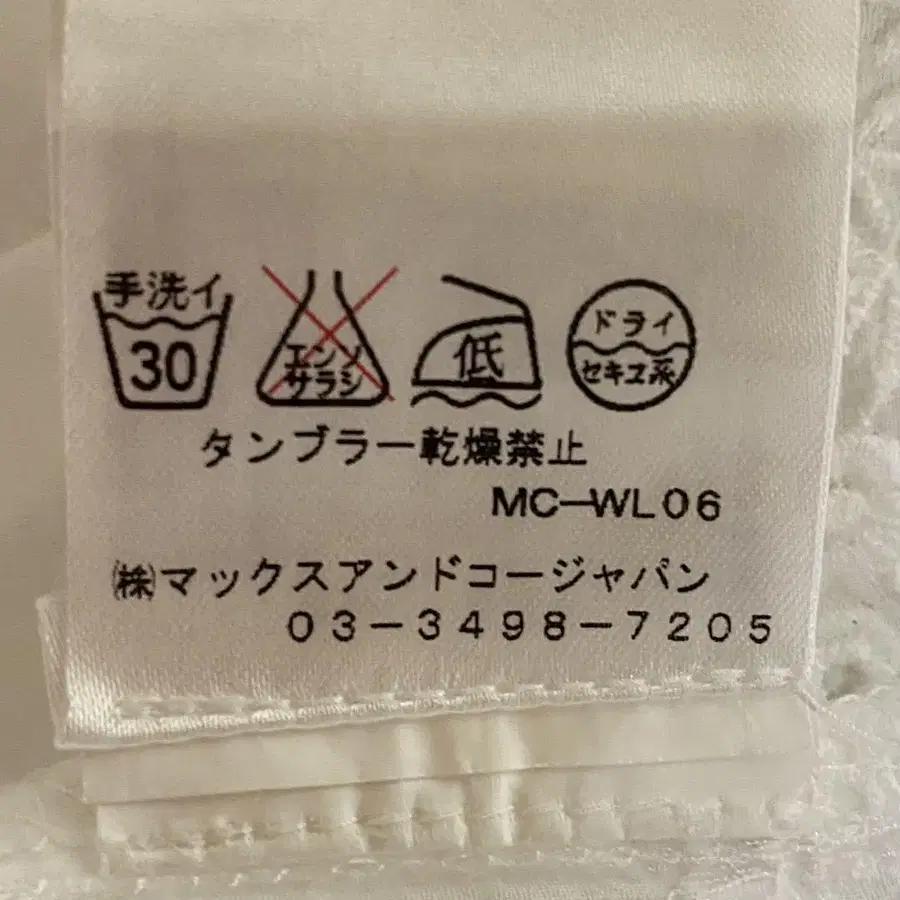 手洗イ
30
エンソ
サラシ
低
ドライ
セキユ系
タンブラー乾燥禁止
MC-WL06
㈱マックスアンドコージャパン
03-3498-7205